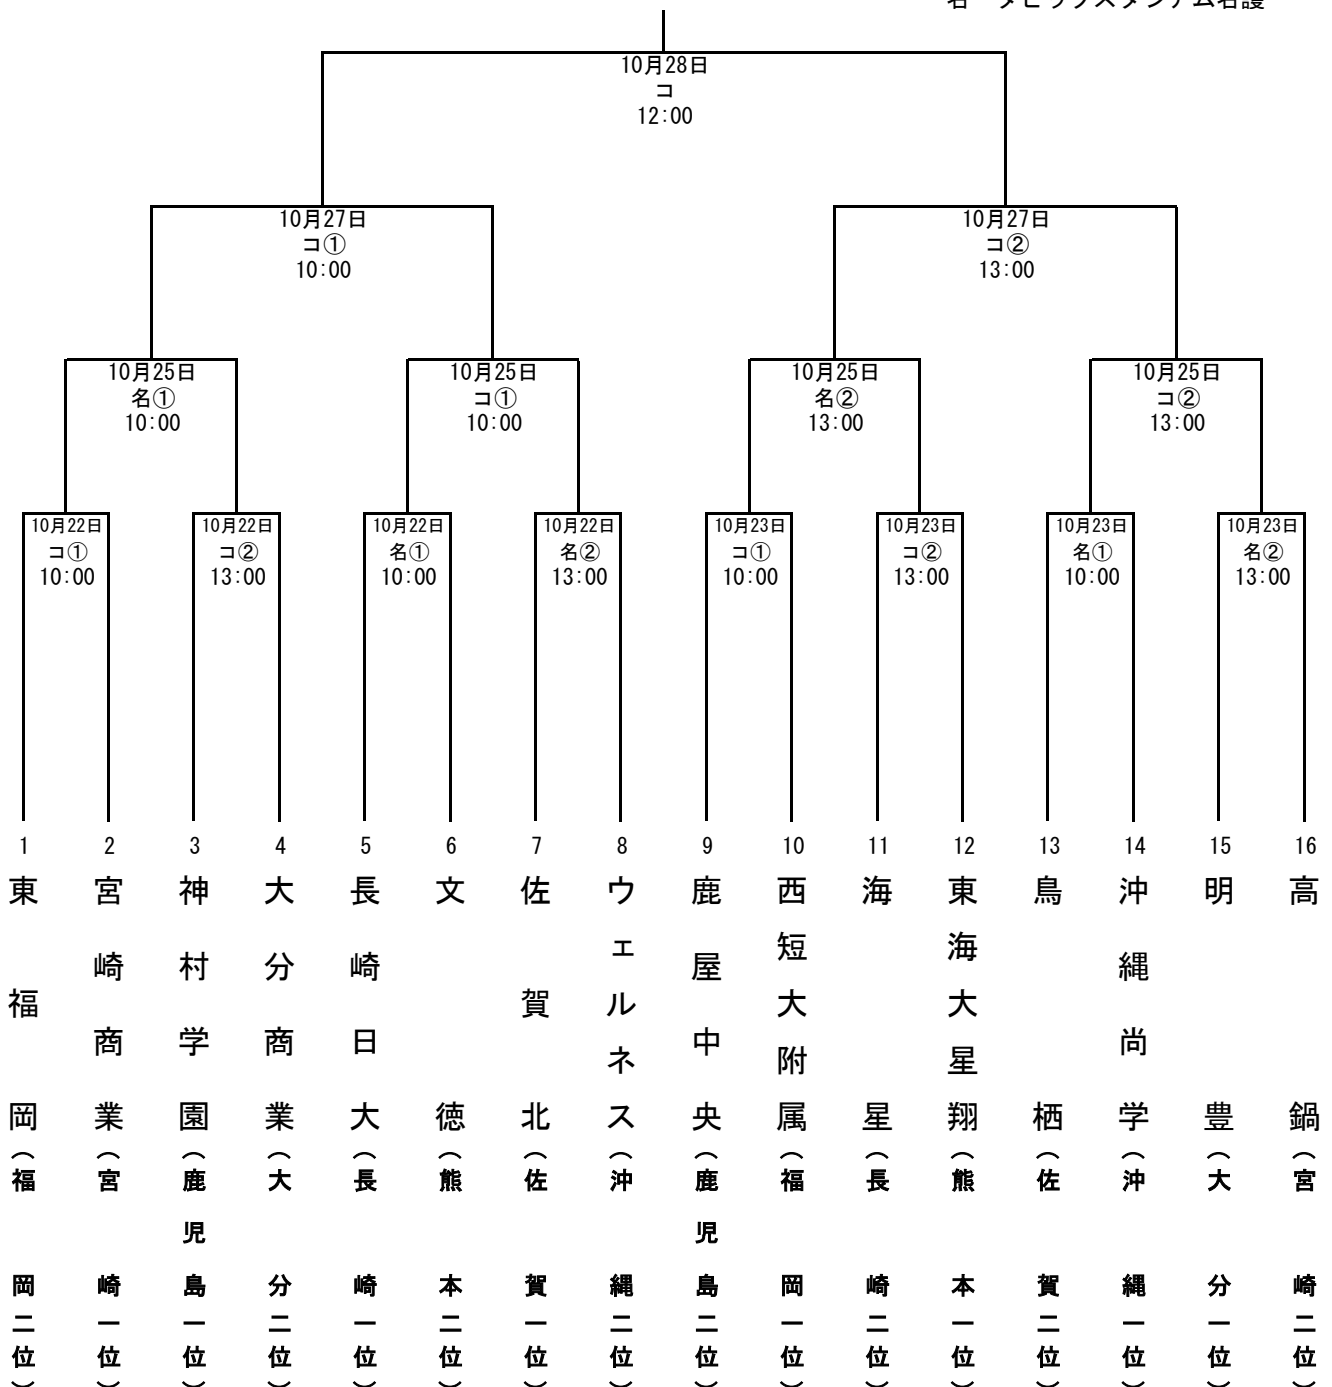 名 タピックスタジアム名護
10月28日
コ
12:00
10月27日
コ①
10:00
10月27日
コ②
13:00
10月25日
名①
10:00
10月25日
コ①
10:00
10月25日
名②
13:00
10月25日
コ②
13:00
10月22日
コ①
10:00
10月22日
コ②
13:00
10月22日
名①
10:00
10月22日
名②
13:00
10月23日
コ①
10:00
10月23日
コ②
13:00
10月23日
名①
10:00
10月23日
名②
13:00
1
東福岡(福岡二位)
2
宮崎商業(宮崎一位)
3
神村学園(鹿児島一位)
4
大分商業(大分二位)
5
長崎日大(長崎一位)
6
文徳(熊本二位)
7
佐賀北(佐賀一位)
8
ウェルネス(沖縄二位)
9
鹿屋中央(鹿児島二位)
10
西短大附属(福岡一位)
11
海星(長崎二位)
12
東海大星翔(熊本一位)
13
鳥栖(佐賀二位)
14
沖縄尚学(沖縄一位)
15
明豊(大分一位)
16
高鍋(宮崎二位)